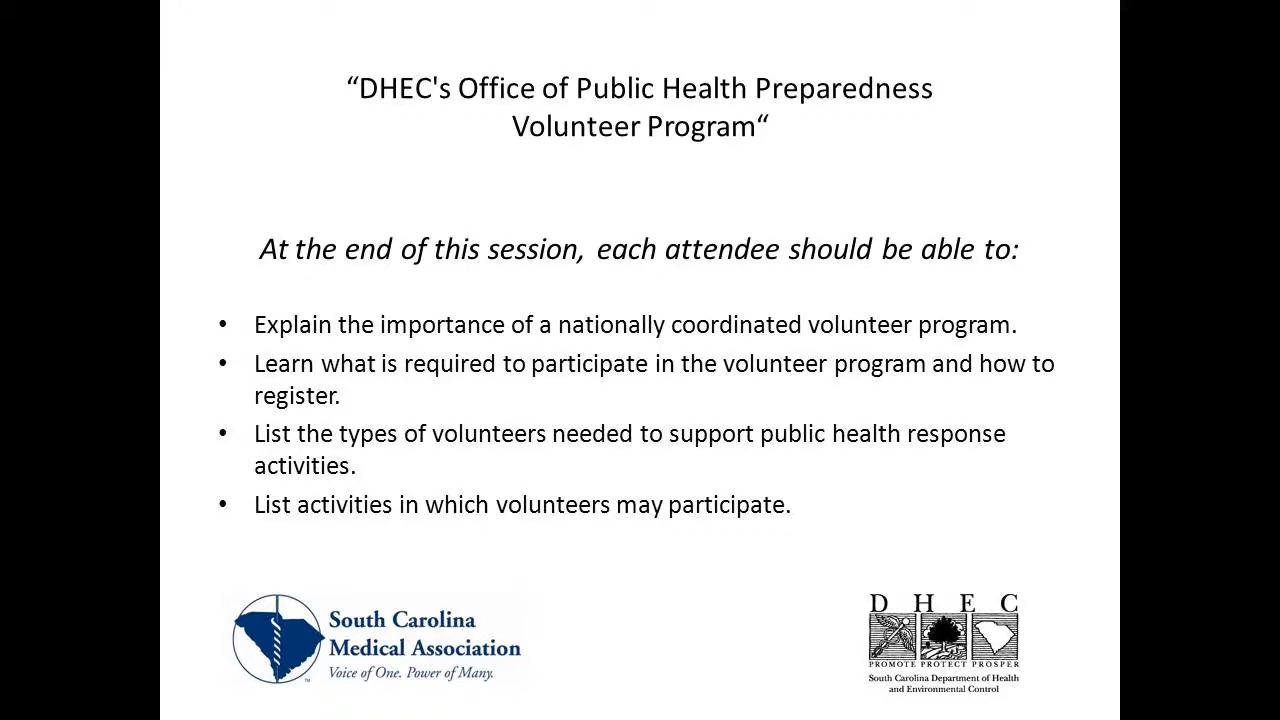 “DHEC's Office of Public Health Preparedness
Volunteer Program“
At the end of this session, each attendee should be able to:
• Explain the importance of a nationally coordinated volunteer program.
• Learn what is required to participate in the volunteer program and how to
register.
• List the types of volunteers needed to support public health response
activities.
• List activities in which volunteers may participate.
South Carolina
Medical Association
Voice of One. Power of Many.
TM
D H E C
PROMOTE PROTECT PROSPER
South Carolina Department of Health
and Environmental Control